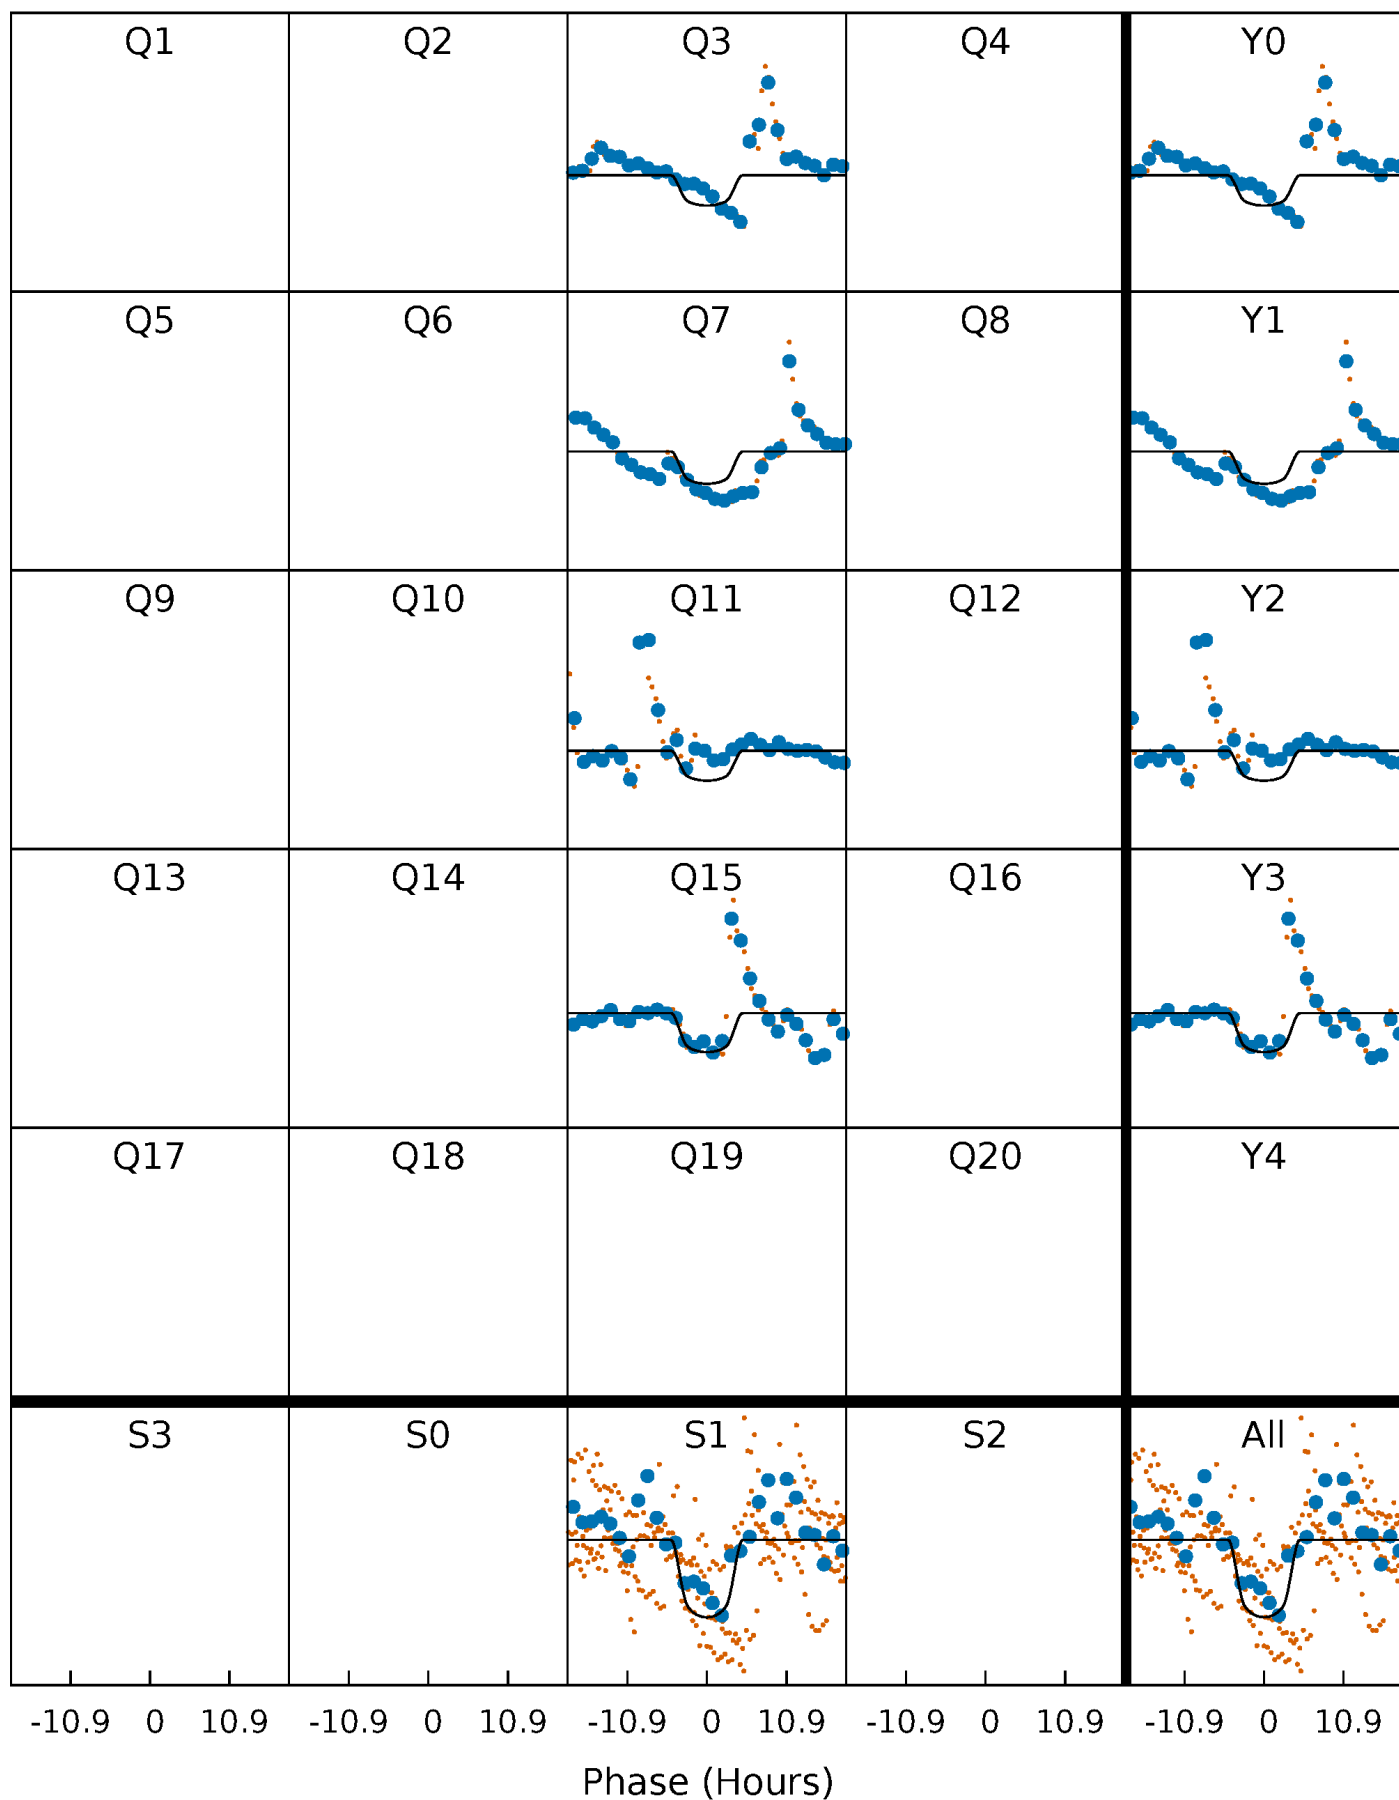 Q1 Q2 Q3 Q4 Y0
Q5 Q6 Q7 Q8 Y1
Q9 Q10 Q11 Q12 Y2
Q13 Q14 Q15 Q16 Y3
Q17 Q18 Q19 Q20 Y4
S3 S0 S1 S2 All
-10.9 0 10.9 -10.9 0 10.9 -10.9 0 10.9 -10.9 0 10.9 -10.9 0 10.9
Phase (Hours)